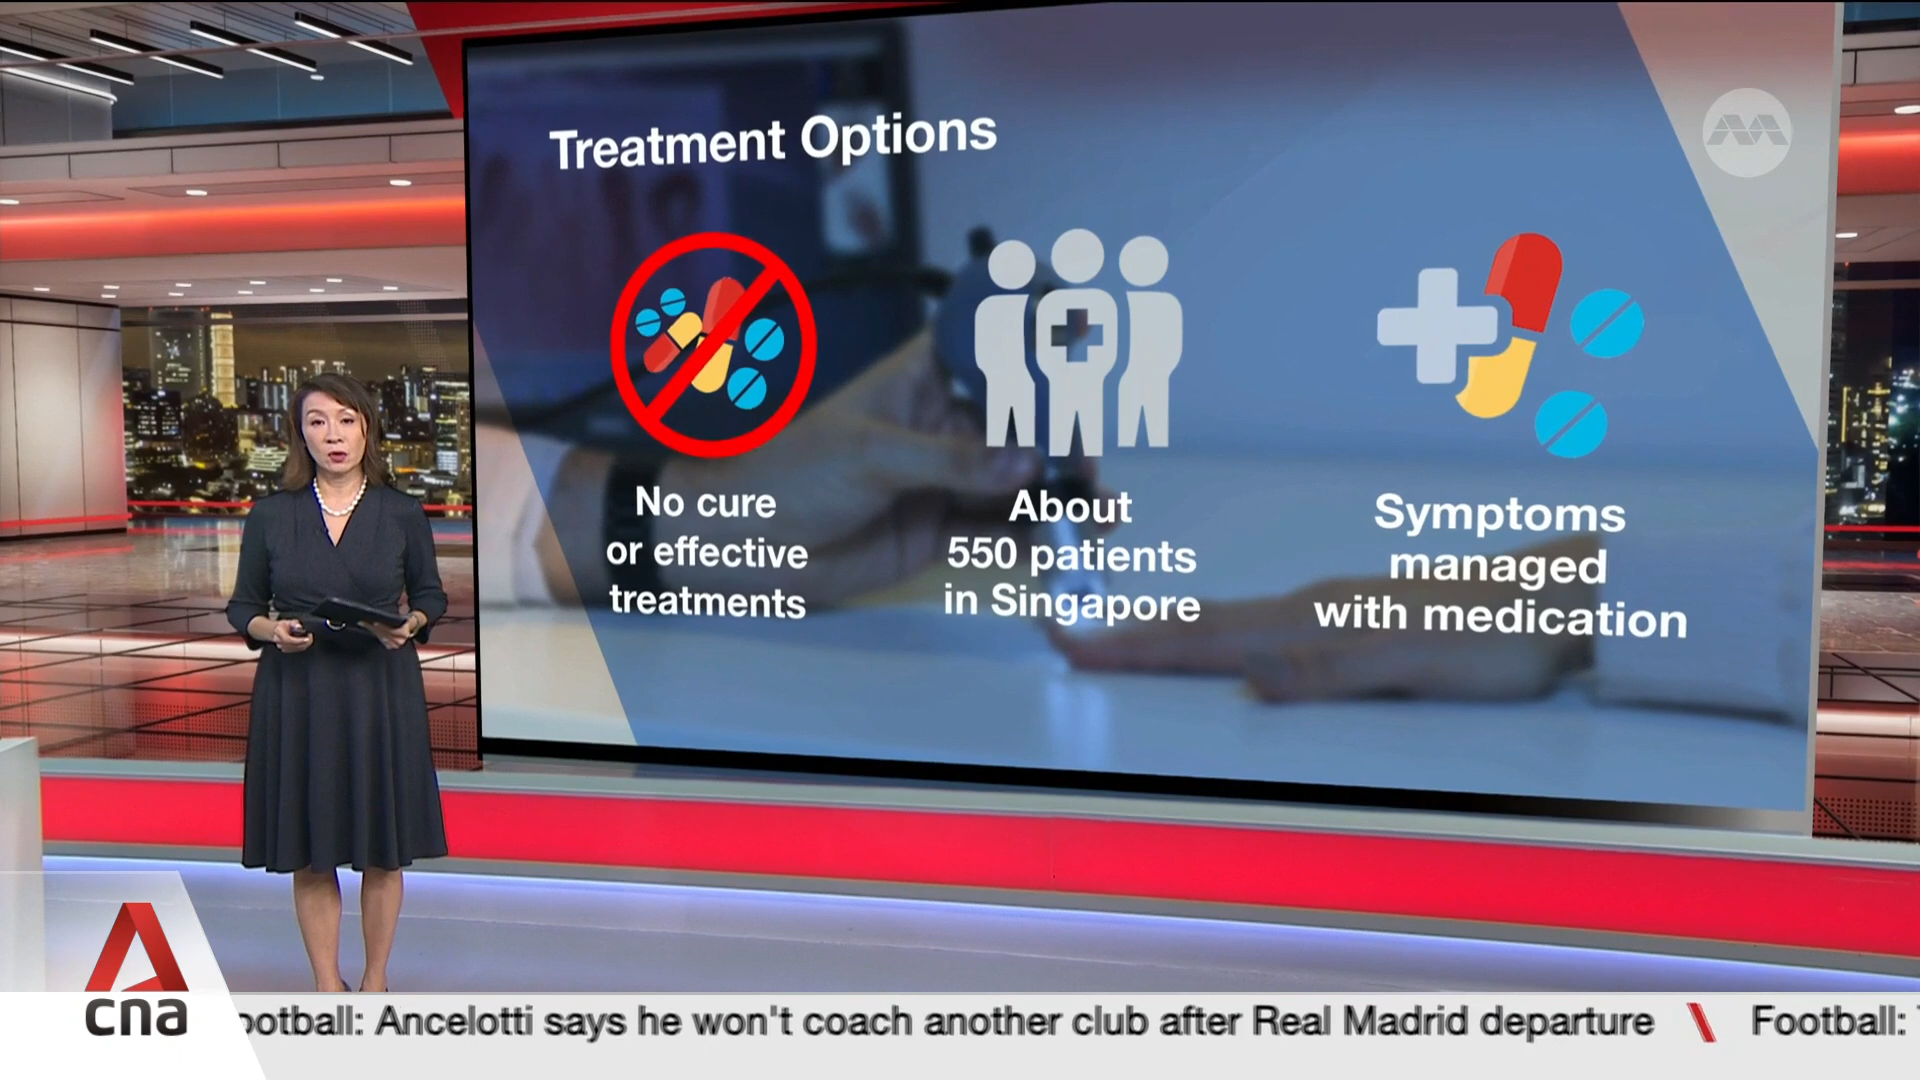 Treatment Options
No cure
or effective
treatments
About
550 patients
in Singapore
Symptoms
managed
with medication
cna
ootball: Ancelotti says he won't coach another club after Real Madrid departure
Football: